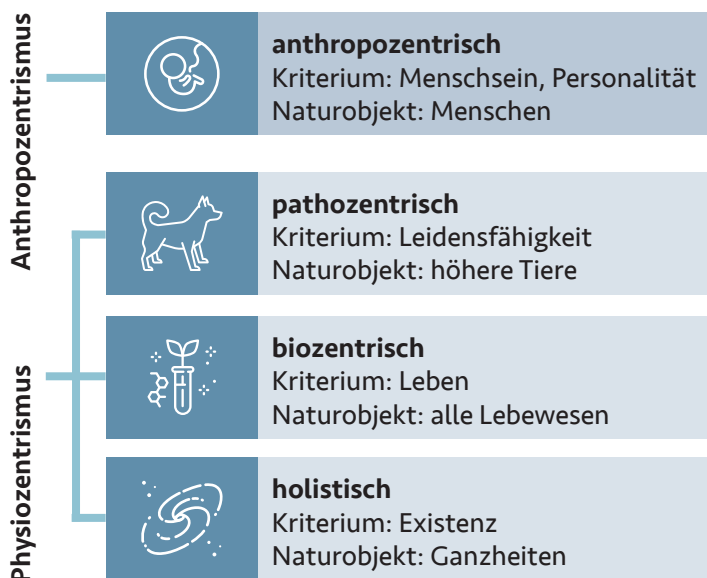 Anthropozentrismus
anthropozentrisch
Kriterium: Menschsein, Personalität
Naturobjekt: Menschen
Physiozentrismus
pathozentrisch
Kriterium: Leidensfähigkeit
Naturobjekt: höhere Tiere
biozentrisch
Kriterium: Leben
Naturobjekt: alle Lebewesen
holistisch
Kriterium: Existenz
Naturobjekt: Ganzheiten